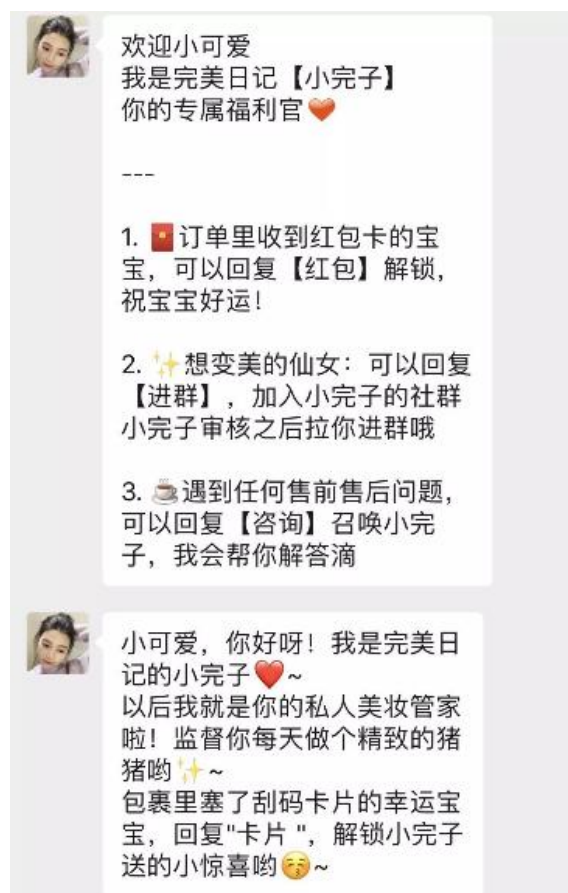 欢迎小可爱
我是完美日记【小完子】
你的专属福利官❤️
---
1. 🧧订单里收到红包卡的宝
宝，可以回复【红包】解锁，
祝宝宝好运！
2. ✨想变美的仙女：可以回复
【进群】，加入小完子的社群
小完子审核之后拉你进群哦
3. ☕遇到任何售前售后问题，
可以回复【咨询】召唤小完
子，我会帮你解答滴
小可爱，你好呀！我是完美日
记的小完子❤️~
以后我就是你的私人美妆管家
啦！监督你每天做个精致的猪
猪哟✨~
包裹里塞了刮码卡片的幸运宝
宝，回复"卡片 "，解锁小完子
送的小惊喜哟😚~